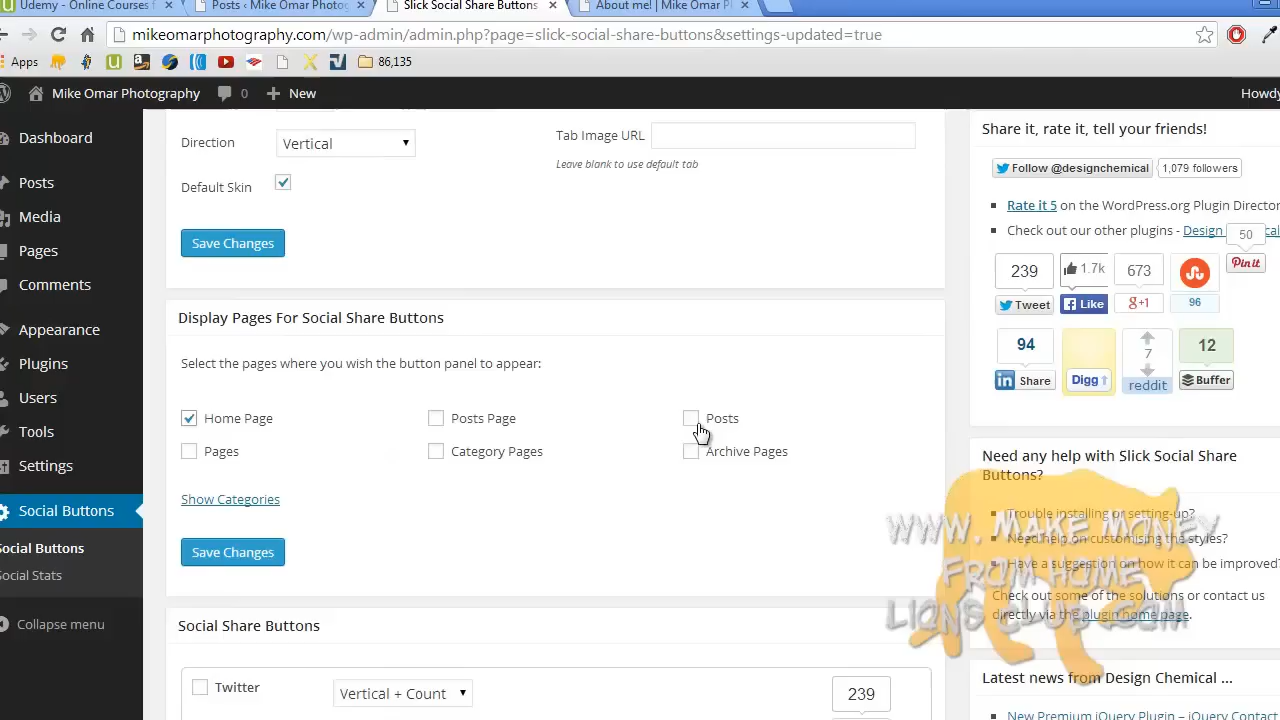 Udemy - Online Courses f
Posts ‹ Mike Omar Photog
Slick Social Share Buttons
About me! | Mike Omar P
mikeomarphotography.com/wp-admin/admin.php?page=slick-social-share-buttons&settings-updated=true
Apps
86,135
Mike Omar Photography
0
New
Howdy
Dashboard
Posts
Media
Pages
Comments
Appearance
Plugins
Users
Tools
Settings
Social Buttons
Social Buttons
Social Stats
Collapse menu
Direction
Vertical
Tab Image URL
Leave blank to use default tab
Default Skin
Save Changes
Display Pages For Social Share Buttons
Select the pages where you wish the button panel to appear:
Home Page
Posts Page
Posts
Pages
Category Pages
Archive Pages
Show Categories
Save Changes
Social Share Buttons
Twitter
Vertical + Count
239
Share it, rate it, tell your friends!
Follow @designchemical
1,079 followers
Rate it 5 on the WordPress.org Plugin Director
Check out our other plugins - Design
cal
50
Pin it
239
1.7k
673
Tweet
Like
g+1
96
94
7
12
Share
Digg
reddit
Buffer
Need any help with Slick Social Share
Buttons?
Trouble installing or setting-up?
Need help on customising the styles?
Have a suggestion on how it can be improved?
Check out some of the solutions or contact us
directly via the plugin home page.
WWW. MAKE MONEY
FROM HOME
LIONS CLUB.COM
Latest news from Design Chemical ...
New Premium jQuery Plugin – jQuery Contact